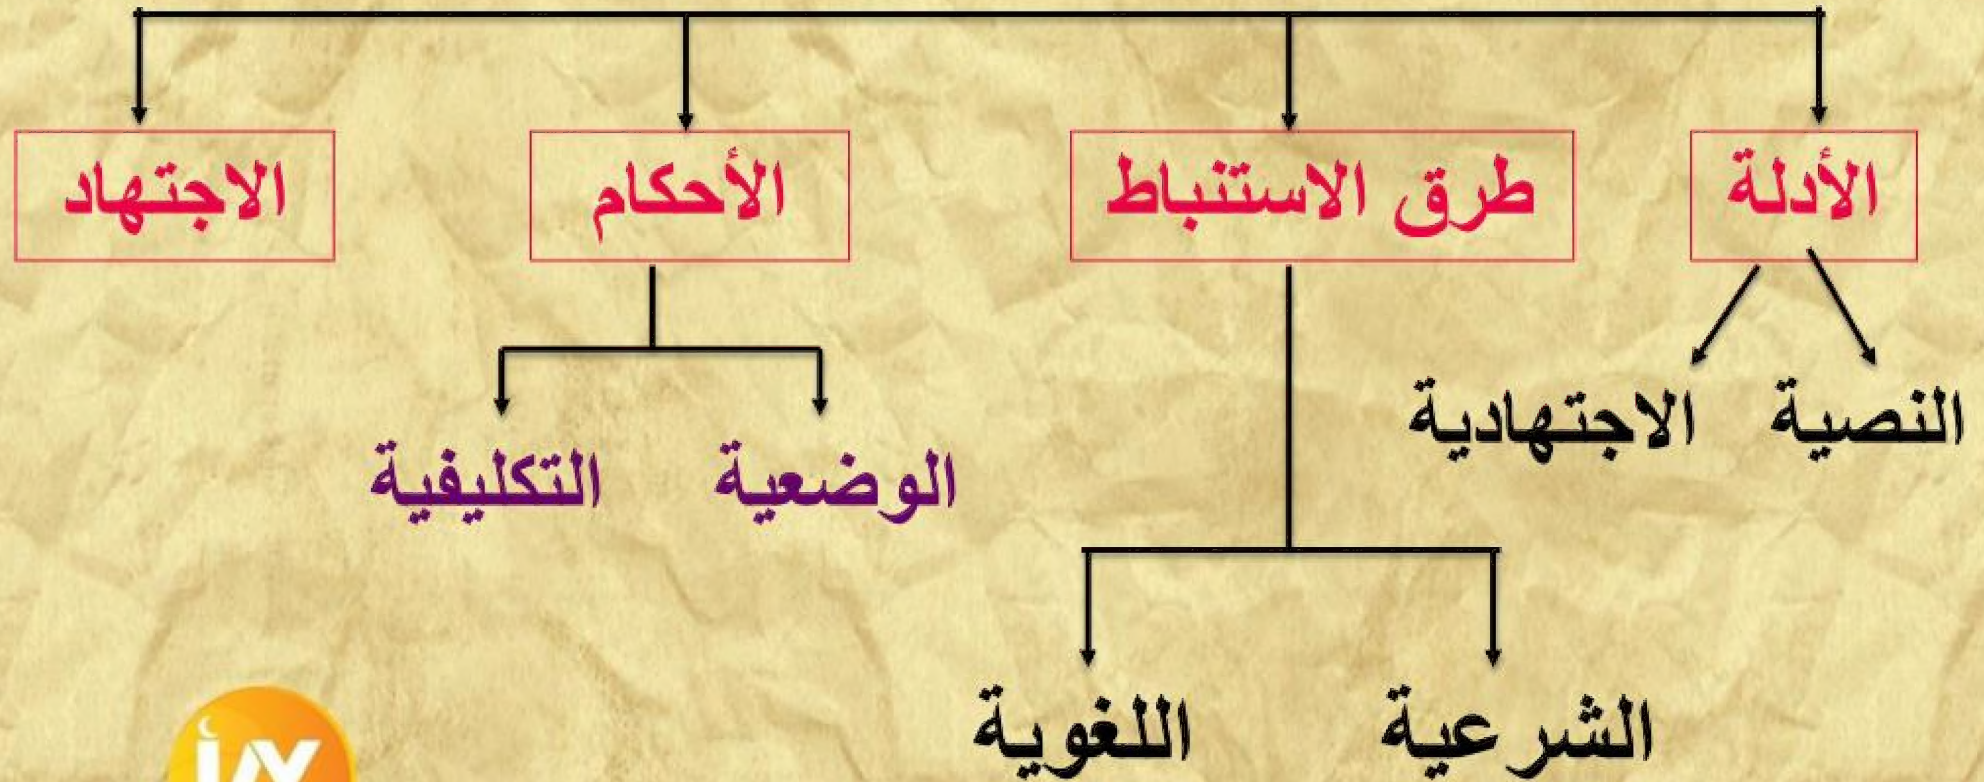 الأدلة
طرق الاستنباط
الأحكام
الاجتهاد
النصية
الاجتهادية
الوضعية
التكليفية
الشرعية
اللغوية